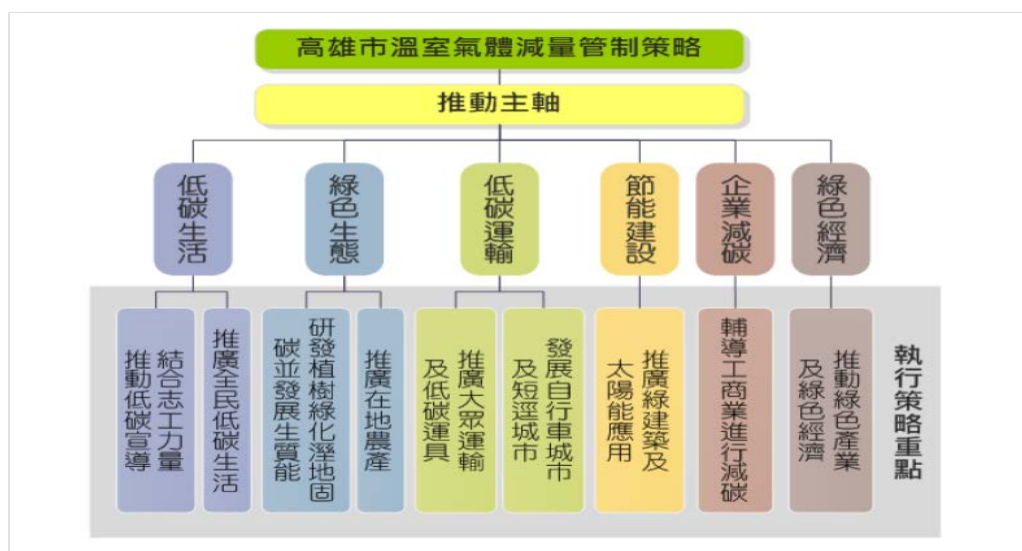 高雄市溫室氣體減量管制策略
推動主軸
低碳生活
綠色生態
低碳運輸
節能建設
企業減碳
綠色經濟
結合志工力量
推動低碳宣導
推廣全民低碳生活
研發植樹綠化溼地固
碳並發展生質能
推廣在地農產
推廣大眾運輸
及低碳運具
發展自行車城市
及短逕城市
推廣綠建築及
太陽能應用
輔導工商業進行減碳
推動綠色產業
及綠色經濟
執行策略重點